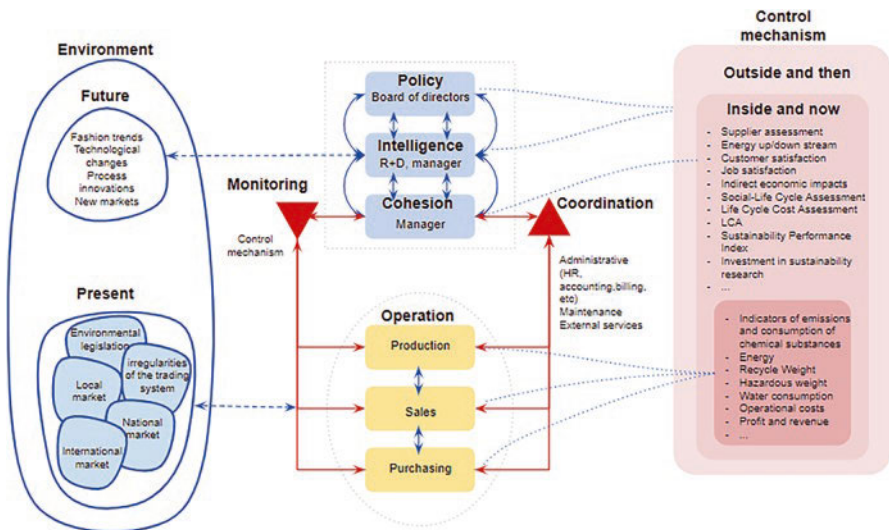 Environment
Future
Fashion trends
Technological
changes
Process
innovations
New markets
Present
Environmental
legislation
irregularities
of the trading
system
Local
market
National
market
International
market
Monitoring
Control
mechanism
Policy
Board of directors
Intelligence
R+D, manager
Cohesion
Manager
Coordination
Administrative
(HR,
accounting,billing,
etc)
Maintenance
External services
Operation
Production
Sales
Purchasing
Control
mechanism
Outside and then
Inside and now
- Supplier assessment
- Energy up/down stream
- Customer satisfaction
- Job satisfaction
- Indirect economic impacts
- Social-Life Cycle Assessment
- Life Cycle Cost Assessment
- LCA
- Sustainability Performance
Index
- Investment in sustainability
research
- ...
- Indicators of emissions
and consumption of
chemical substances
- Energy
- Recycle Weight
- Hazardous weight
- Water consumption
- Operational costs
- Profit and revenue
- ...